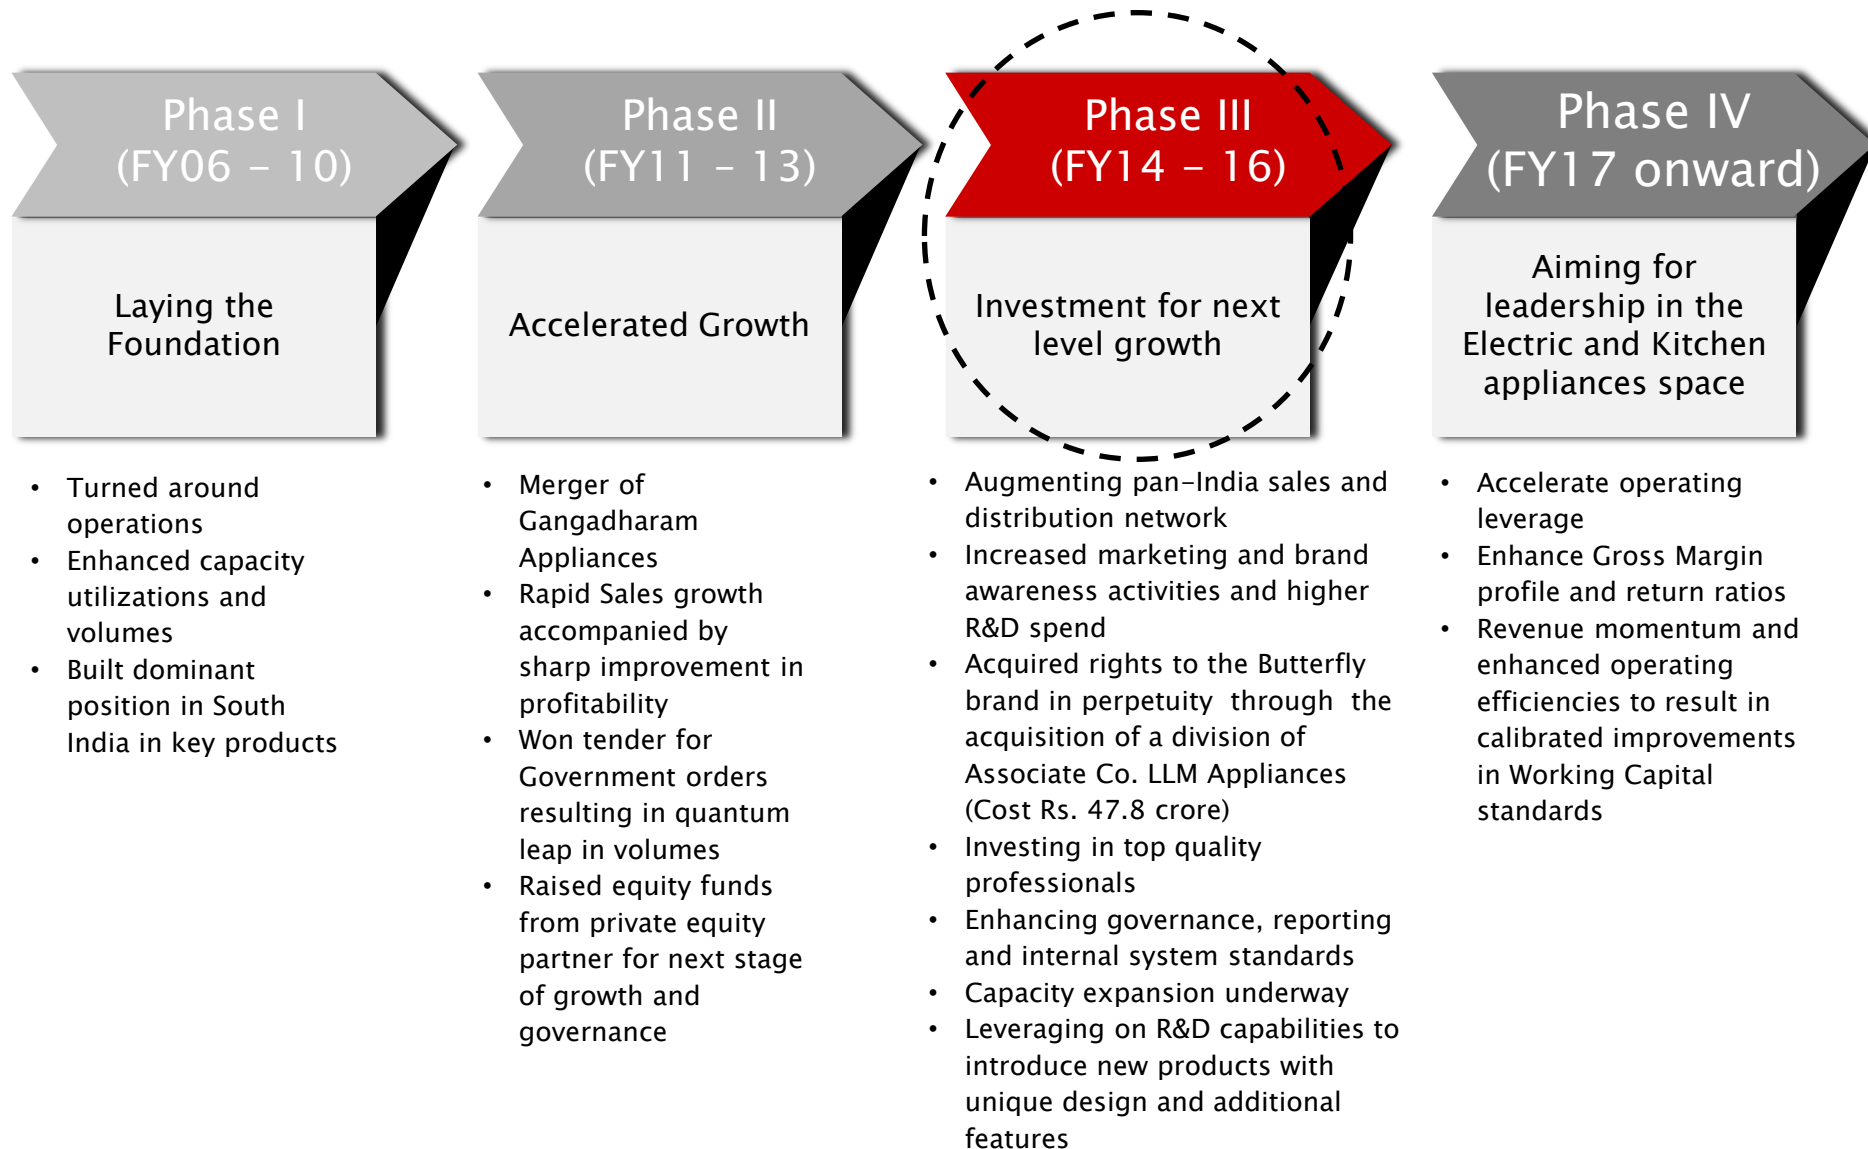 Phase I
(FY06 – 10)
Laying the
Foundation
• Turned around
operations
• Enhanced capacity
utilizations and
volumes
• Built dominant
position in South
India in key products
Phase II
(FY11 – 13)
Accelerated Growth
• Merger of
Gangadharam
Appliances
• Rapid Sales growth
accompanied by
sharp improvement in
profitability
• Won tender for
Government orders
resulting in quantum
leap in volumes
• Raised equity funds
from private equity
partner for next stage
of growth and
governance
Phase III
(FY14 – 16)
Investment for next
level growth
• Augmenting pan-India sales and
distribution network
• Increased marketing and brand
awareness activities and higher
R&D spend
• Acquired rights to the Butterfly
brand in perpetuity through the
acquisition of a division of
Associate Co. LLM Appliances
(Cost Rs. 47.8 crore)
• Investing in top quality
professionals
• Enhancing governance, reporting
and internal system standards
• Capacity expansion underway
• Leveraging on R&D capabilities to
introduce new products with
unique design and additional
features
Phase IV
(FY17 onward)
Aiming for
leadership in the
Electric and Kitchen
appliances space
• Accelerate operating
leverage
• Enhance Gross Margin
profile and return ratios
• Revenue momentum and
enhanced operating
efficiencies to result in
calibrated improvements
in Working Capital
standards